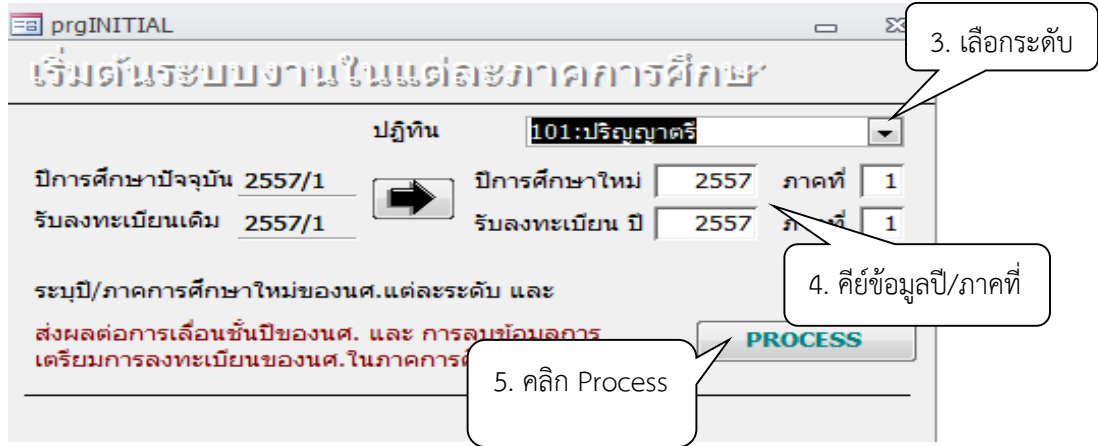 prgINITIAL
3. เลือกระดับ
เริ่มต้นระบบงานในแต่ละภาคการศึกษ
ปฏิทิน 101:ปริญญาตรี
ปีการศึกษาปัจจุบัน 2557/1 ปีการศึกษาใหม่ 2557 ภาคที่ 1
รับลงทะเบียนเดิม 2557/1 รับลงทะเบียน ปี 2557 ภาคที่ 1
4. คีย์ข้อมูลปี/ภาคที่
ระบุปี/ภาคการศึกษาใหม่ของนศ.แต่ละระดับ และ
ส่งผลต่อการเลื่อนชั้นปีของนศ. และ การลบข้อมูลการ
เตรียมการลงทะเบียนของนศ.ในภาคการ
PROCESS
5. คลิก Process